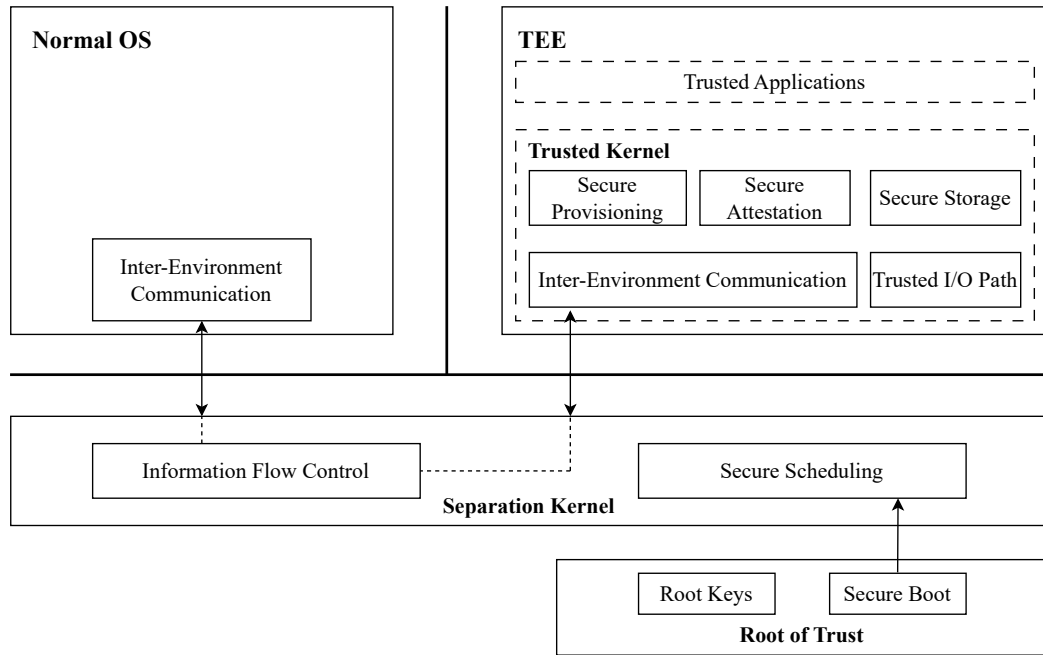 Normal OS
Inter-Environment
Communication
TEE
Trusted Applications
Trusted Kernel
Secure
Provisioning
Secure
Attestation
Secure Storage
Inter-Environment Communication
Trusted I/O Path
Information Flow Control
Secure Scheduling
Separation Kernel
Root Keys
Secure Boot
Root of Trust